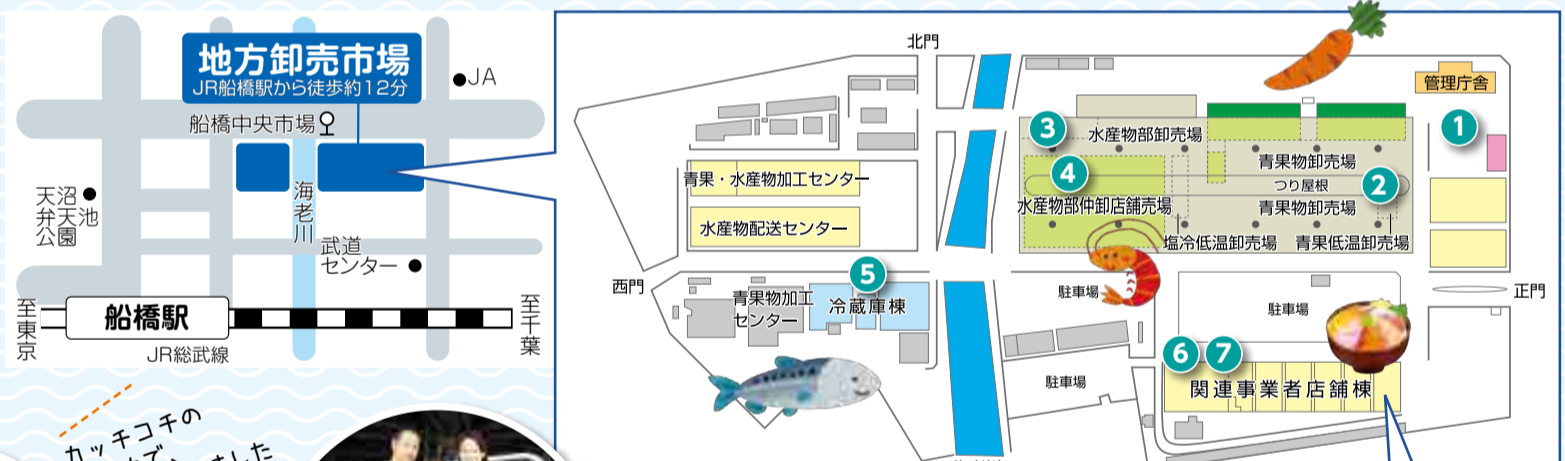 地方卸売市場
JR船橋駅から徒歩約12分
JA
船橋中央市場
天沼
弁天池
公園
海老川
武道
センター
至東京
船橋駅
至千葉
JR総武線
カッチコチの
北門
管理庁舎
1
3
水産物部卸売場
青果物卸売場
4
つり屋根
2
青果・水産物加工センター
水産物部仲卸店舗売場
青果物卸売場
水産物配送センター
塩冷低温卸売場
青果低温卸売場
西門
5
青果物加工
センター
冷蔵庫棟
駐車場
駐車場
正門
6
7
駐車場
関連事業者店舗棟